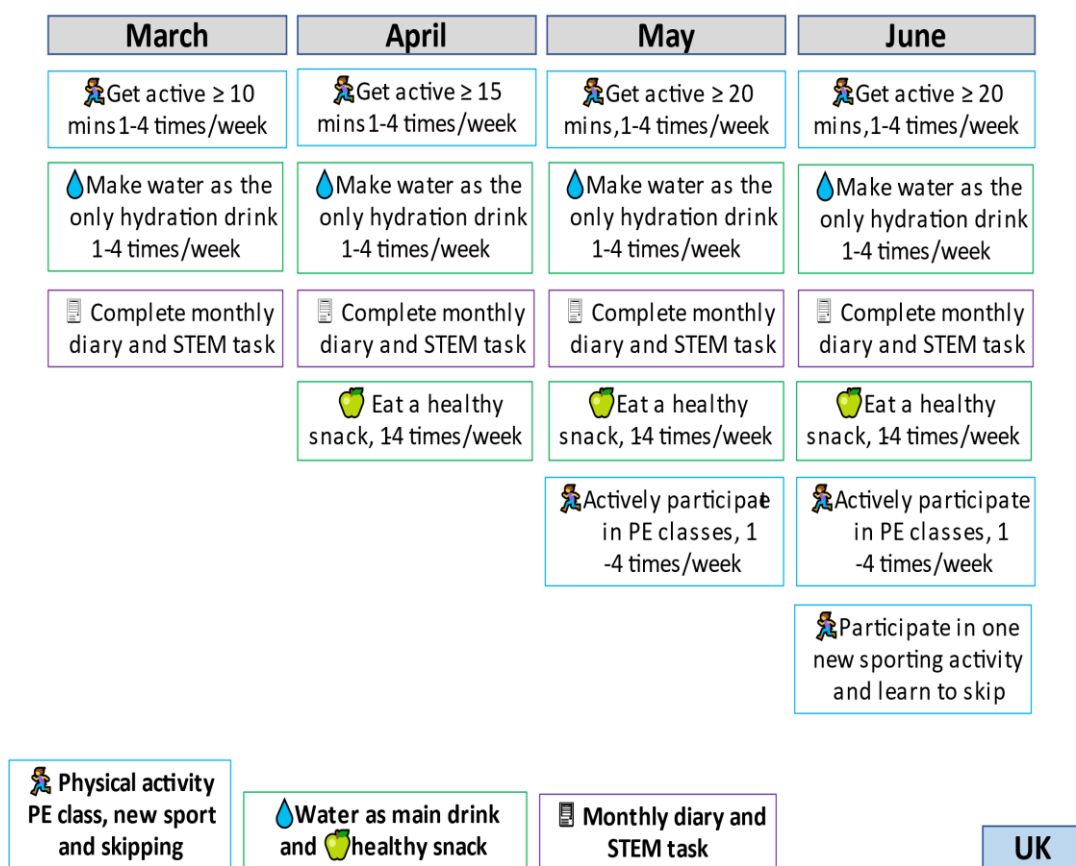 March
Get active ≥ 10
mins 1-4 times/week
Make water as the
only hydration drink
1-4 times/week
Complete monthly
diary and STEM task
April
Get active ≥ 15
mins 1-4 times/week
Make water as the
only hydration drink
1-4 times/week
Complete monthly
diary and STEM task
Eat a healthy
snack, 14 times/week
May
Get active ≥ 20
mins, 1-4 times/week
Make water as the
only hydration drink
1-4 times/week
Complete monthly
diary and STEM task
Eat a healthy
snack, 14 times/week
Actively participate
in PE classes, 1
-4 times/week
June
Get active ≥ 20
mins, 1-4 times/week
Make water as the
only hydration drink
1-4 times/week
Complete monthly
diary and STEM task
Eat a healthy
snack, 14 times/week
Actively participate
in PE classes, 1
-4 times/week
Participate in one
new sporting activity
and learn to skip
Physical activity
PE class, new sport
and skipping
Water as main drink
and healthy snack
Monthly diary and
STEM task
UK